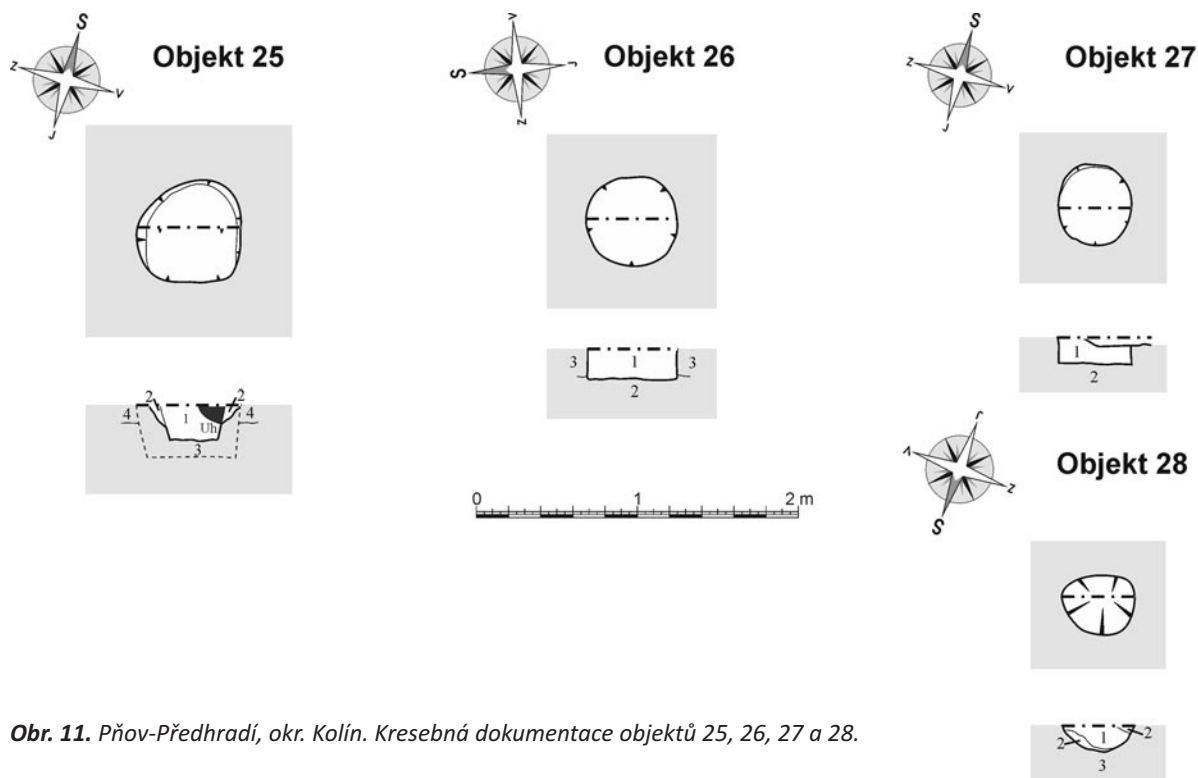 Objekt 25
S
Z
V
J
2
2
4
1
4
Uh
3
Objekt 26
V
S
J
Z
3
1
3
2
0 1 2 m
Objekt 27
S
Z
V
J
1
2
Objekt 28
J
V
Z
S
2
1
2
3
Obr. 11. Pňov-Předhradí, okr. Kolín. Kresebná dokumentace objektů 25, 26, 27 a 28.